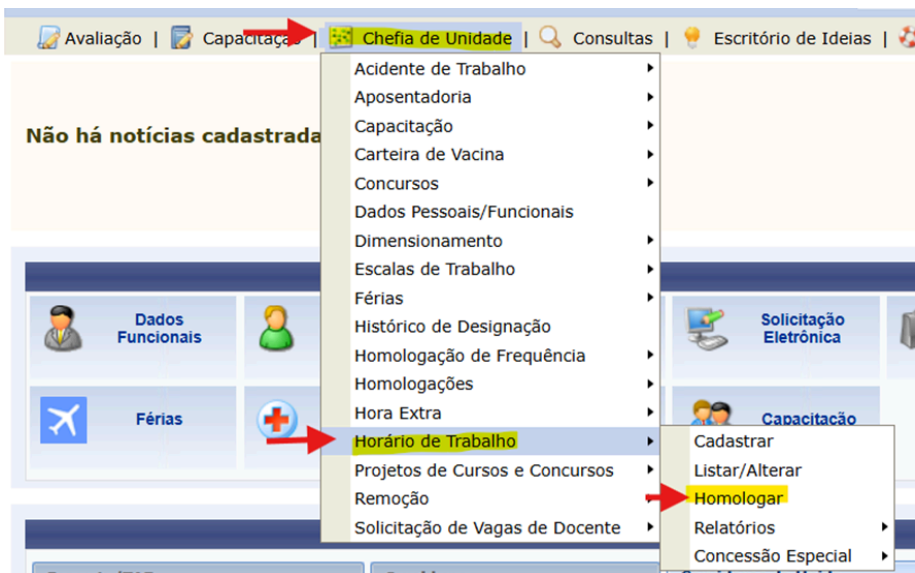 Avaliação | Capacitação | Chefia de Unidade | Consultas | Escritório de Ideias |
Não há notícias cadastrada
Acidente de Trabalho
Aposentadoria
Capacitação
Carteira de Vacina
Concursos
Dados Pessoais/Funcionais
Dimensionamento
Escalas de Trabalho
Férias
Histórico de Designação
Homologação de Frequência
Homologações
Hora Extra
Horário de Trabalho
Projetos de Cursos e Concursos
Remoção
Solicitação de Vagas de Docente
Cadastrar
Listar/Alterar
Homologar
Relatórios
Concessão Especial
Dados
Funcionais
Solicitação
Eletrônica
Férias
Capacitação